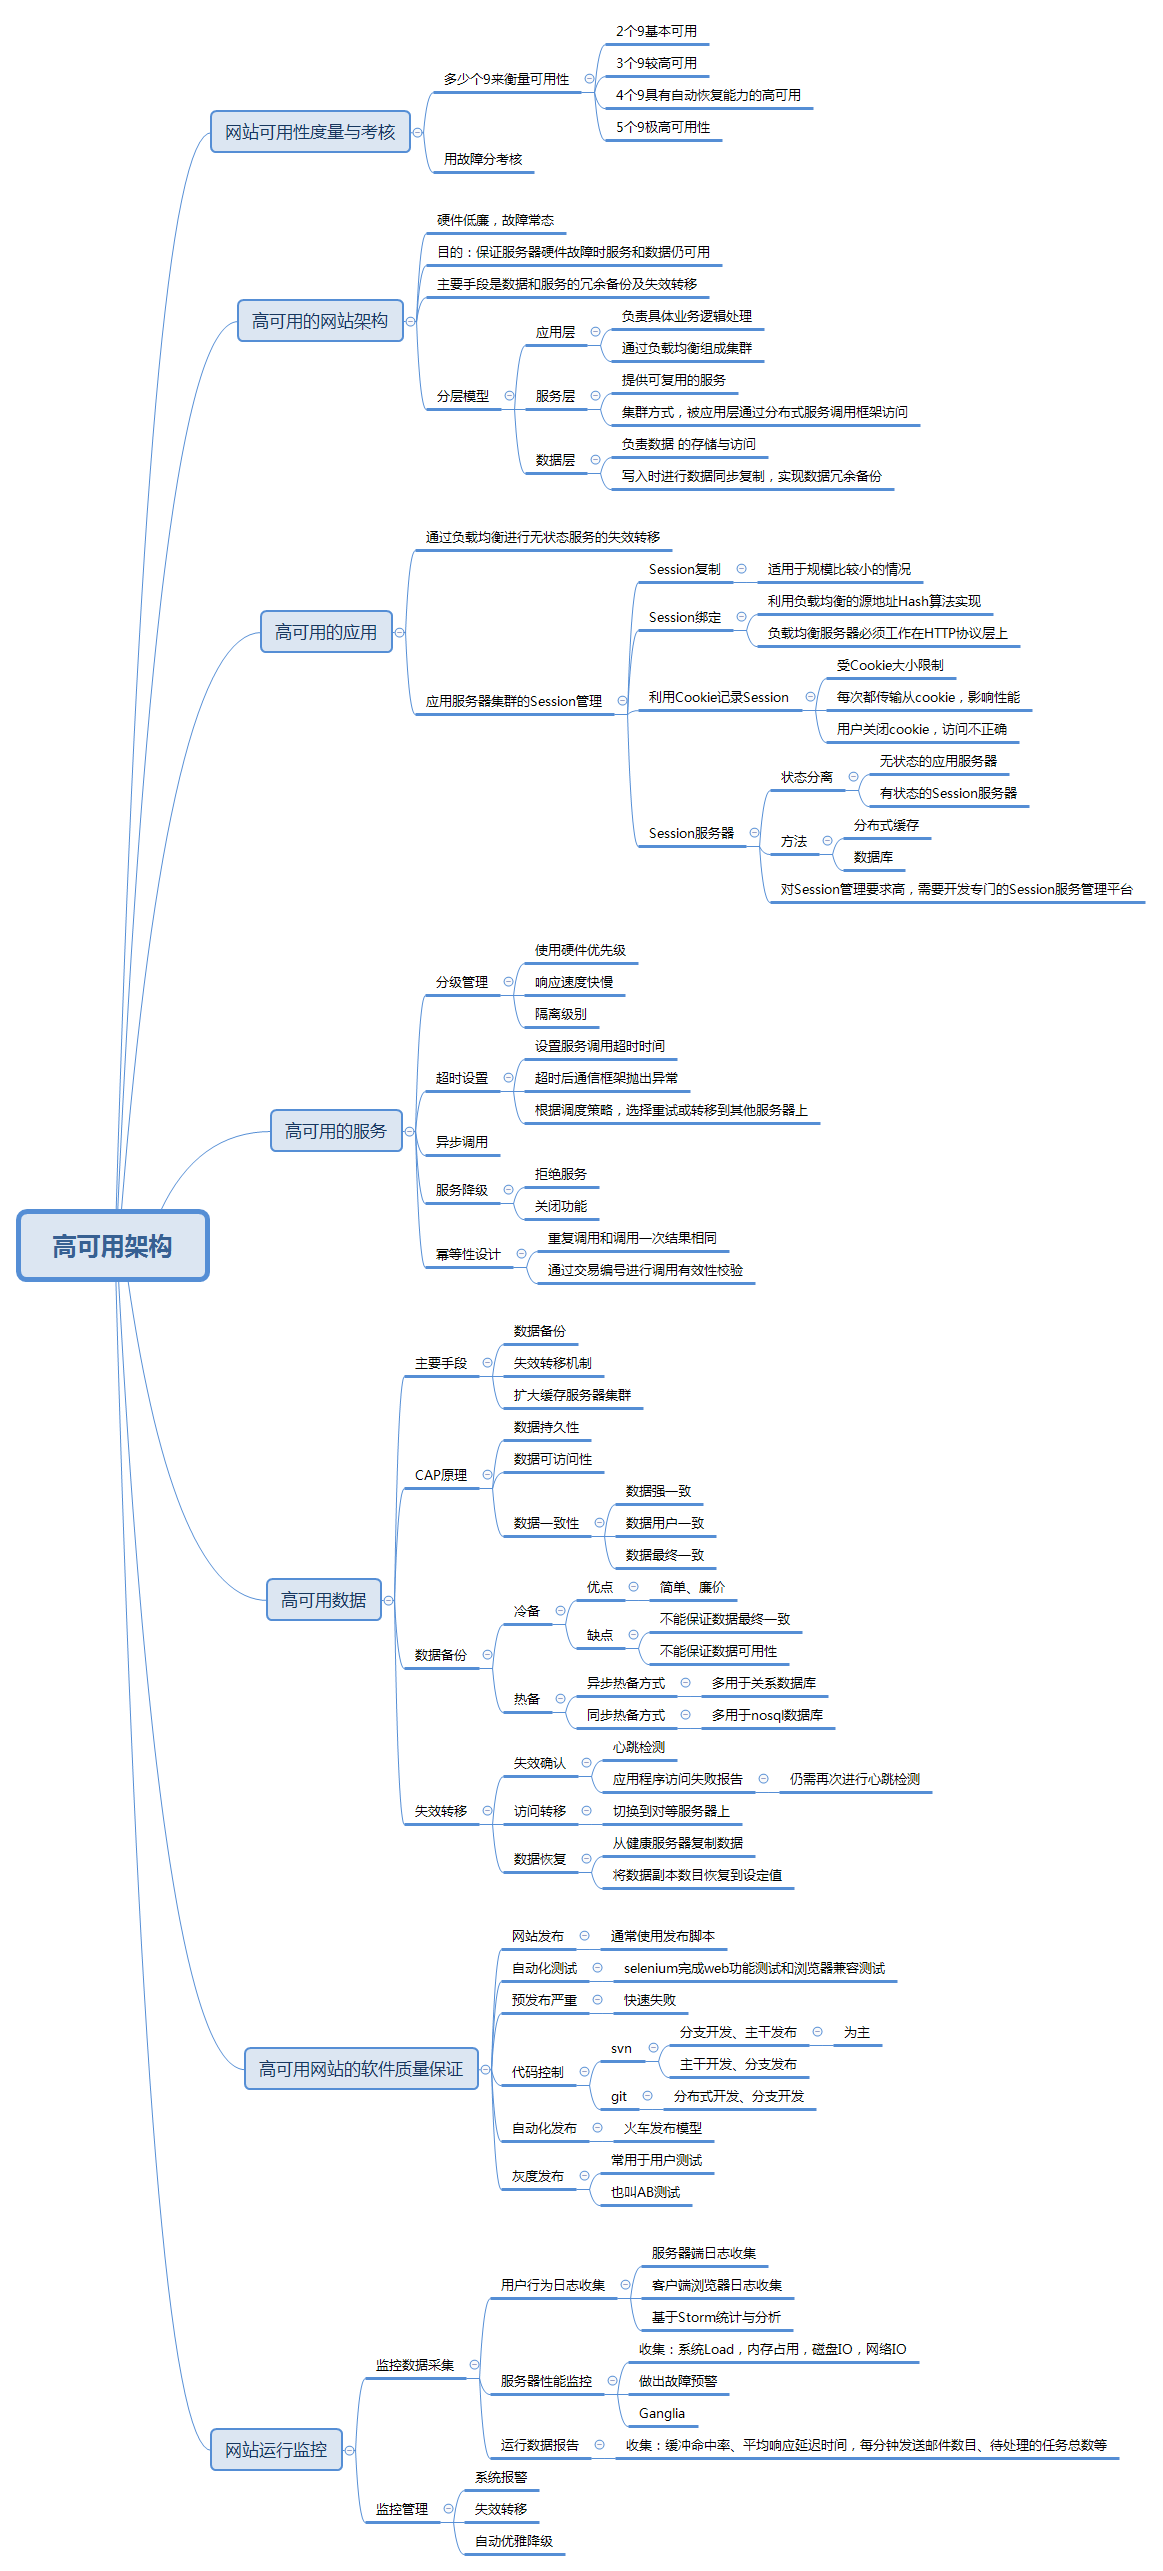 高可用架构
网站可用性度量与考核
多少个9来衡量可用性
2个9基本可用
3个9较高可用
4个9具有自动恢复能力的高可用
5个9极高可用性
用故障分考核
高可用的网站架构
硬件低廉，故障常态
目的：保证服务器硬件故障时服务和数据仍可用
主要手段是数据和服务的冗余备份及失效转移
分层模型
应用层
负责具体业务逻辑处理
通过负载均衡组成集群
服务层
提供可复用的服务
集群方式，被应用层通过分布式服务调用框架访问
数据层
负责数据 的存储与访问
写入时进行数据同步复制，实现数据冗余备份
高可用的应用
通过负载均衡进行无状态服务的失效转移
应用服务器集群的Session管理
Session复制
适用于规模比较小的情况
Session绑定
利用负载均衡的源地址Hash算法实现
负载均衡服务器必须工作在HTTP协议层上
利用Cookie记录Session
受Cookie大小限制
每次都传输从cookie，影响性能
用户关闭cookie，访问不正确
Session服务器
状态分离
无状态的应用服务器
有状态的Session服务器
方法
分布式缓存
数据库
对Session管理要求高，需要开发专门的Session服务管理平台
高可用的服务
分级管理
使用硬件优先级
响应速度快慢
隔离级别
超时设置
设置服务调用超时时间
超时后通信框架抛出异常
根据调度策略，选择重试或转移到其他服务器上
异步调用
服务降级
拒绝服务
关闭功能
幂等性设计
重复调用和调用一次结果相同
通过交易编号进行调用有效性校验
高可用数据
主要手段
数据备份
失效转移机制
扩大缓存服务器集群
CAP原理
数据持久性
数据可访问性
数据一致性
数据强一致
数据用户一致
数据最终一致
数据备份
冷备
优点
简单、廉价
缺点
不能保证数据最终一致
不能保证数据可用性
热备
异步热备方式
多用于关系数据库
同步热备方式
多用于nosql数据库
失效转移
失效确认
心跳检测
应用程序访问失败报告
仍需再次进行心跳检测
访问转移
切换到对等服务器上
数据恢复
从健康服务器复制数据
将数据副本数目恢复到设定值
高可用网站的软件质量保证
网站发布
通常使用发布脚本
自动化测试
selenium完成web功能测试和浏览器兼容测试
预发布严重
快速失败
代码控制
svn
分支开发、主干发布
为主
主干开发、分支发布
git
分布式开发、分支开发
自动化发布
火车发布模型
灰度发布
常用于用户测试
也叫AB测试
网站运行监控
监控数据采集
用户行为日志收集
服务器端日志收集
客户端浏览器日志收集
基于Storm统计与分析
服务器性能监控
收集：系统Load，内存占用，磁盘IO，网络IO
做出故障预警
Ganglia
运行数据报告
收集：缓冲命中率、平均响应延迟时间，每分钟发送邮件数目、待处理的任务总数等
监控管理
系统报警
失效转移
自动优雅降级